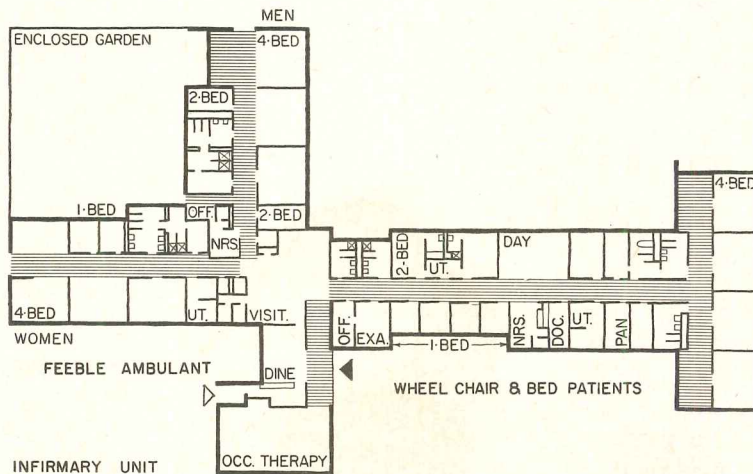 MEN
ENCLOSED GARDEN
4·BED
2·BED
1·BED
OFF.
2·BED
NRS.
4·BED
UT.
VISIT.
WOMEN
FEEBLE AMBULANT
DINE
OCC. THERAPY
INFIRMARY UNIT
2-BED
UT.
DAY
4·BED
OFF.
EXA.
1·BED
NRS.
DOC.
UT.
PAN
WHEEL CHAIR & BED PATIENTS